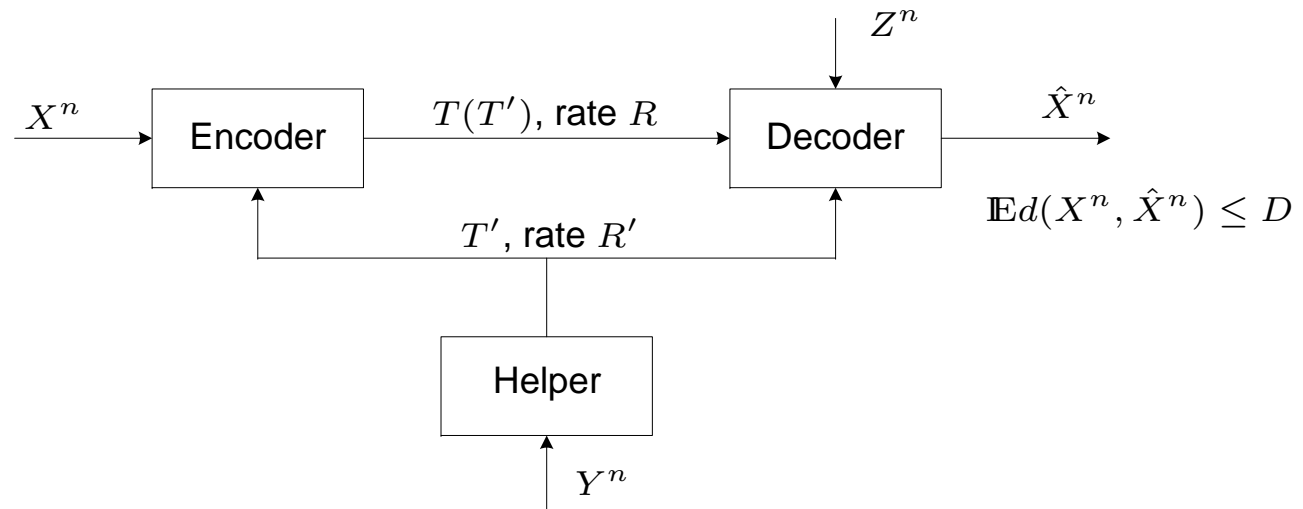 Z^n
X^n
Encoder
T(T′), rate R
Decoder
X̂^n
𝔼d(X^n, X̂^n) ≤ D
T′, rate R′
Helper
Y^n